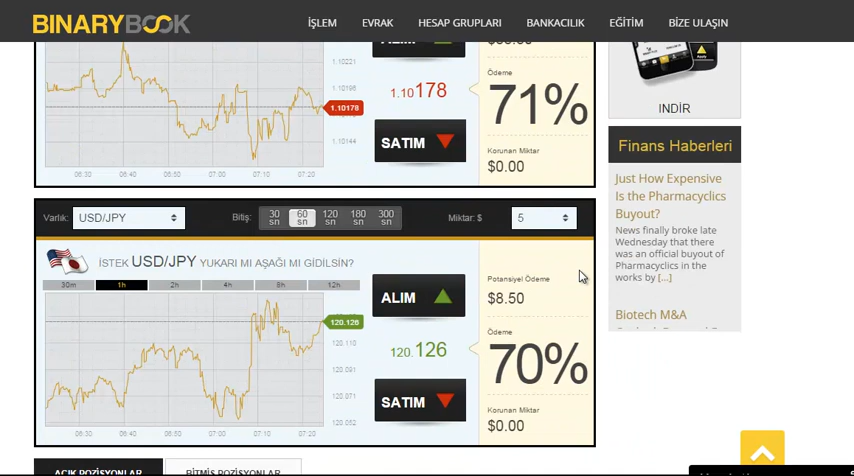 BINARYBOOK
İŞLEM EVRAK HESAP GRUPLARI BANKACILIK EĞİTİM BİZE ULAŞIN
1.10221
1.10196
1.10178
1.10144
06:30 06:40 06:50 07:00 07:10 07:20
1.10178
SATIM
Ödeme
71%
Korunan Miktar
$0.00
İNDİR
Finans Haberleri
Just How Expensive
Is the Pharmacyclics
Buyout?
News finally broke late
Wednesday that there
was an official buyout of
Pharmacyclics in the
works by [...]
Biotech M&A
Varlık: USD/JPY Bitiş: 30 sn 60 sn 120 sn 180 sn 300 sn Miktar: $ 5
İSTEK USD/JPY YUKARI MI AŞAĞI MI GİDİLSİN?
30m 1h 2h 4h 8h 12h
120.126
120.110
120.091
120.071
120.052
06:30 06:40 06:50 07:00 07:10 07:20
ALIM
120.126
SATIM
Potansiyel Ödeme
$8.50
Ödeme
70%
Korunan Miktar
$0.00
AÇIK POZİSYONLAR BİTMİŞ POZİSYONLAR